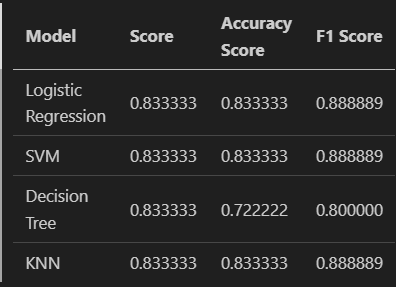 Model Score Accuracy Score F1 Score
Logistic Regression 0.833333 0.833333 0.888889
SVM 0.833333 0.833333 0.888889
Decision Tree 0.833333 0.722222 0.800000
KNN 0.833333 0.833333 0.888889